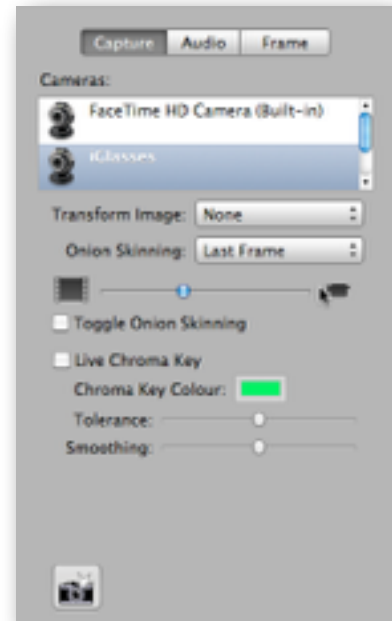 Capture Audio Frame
Cameras:
FaceTime HD Camera (Built-in)
iGlasses
Transform Image: None
Onion Skinning: Last Frame
Toggle Onion Skinning
Live Chroma Key
Chroma Key Colour:
Tolerance:
Smoothing: